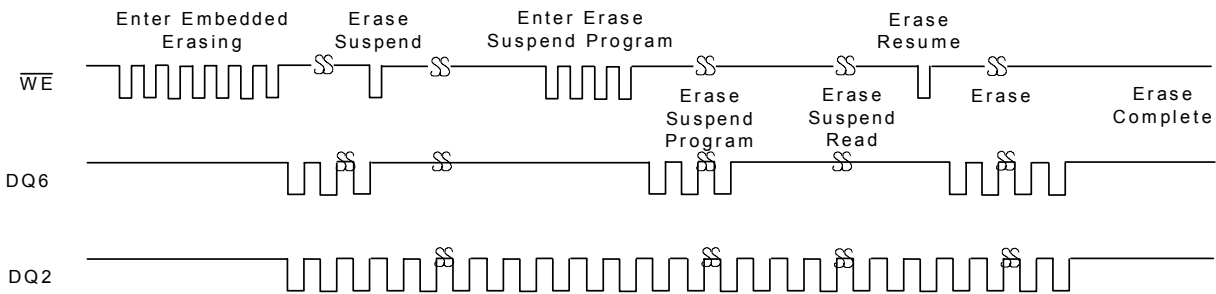 Enter Embedded
Erasing
Erase
Suspend
Enter Erase
Suspend Program
Erase
Resume
WE
Erase
Suspend
Program
Erase
Suspend
Read
Erase
Erase
Complete
DQ6
DQ2